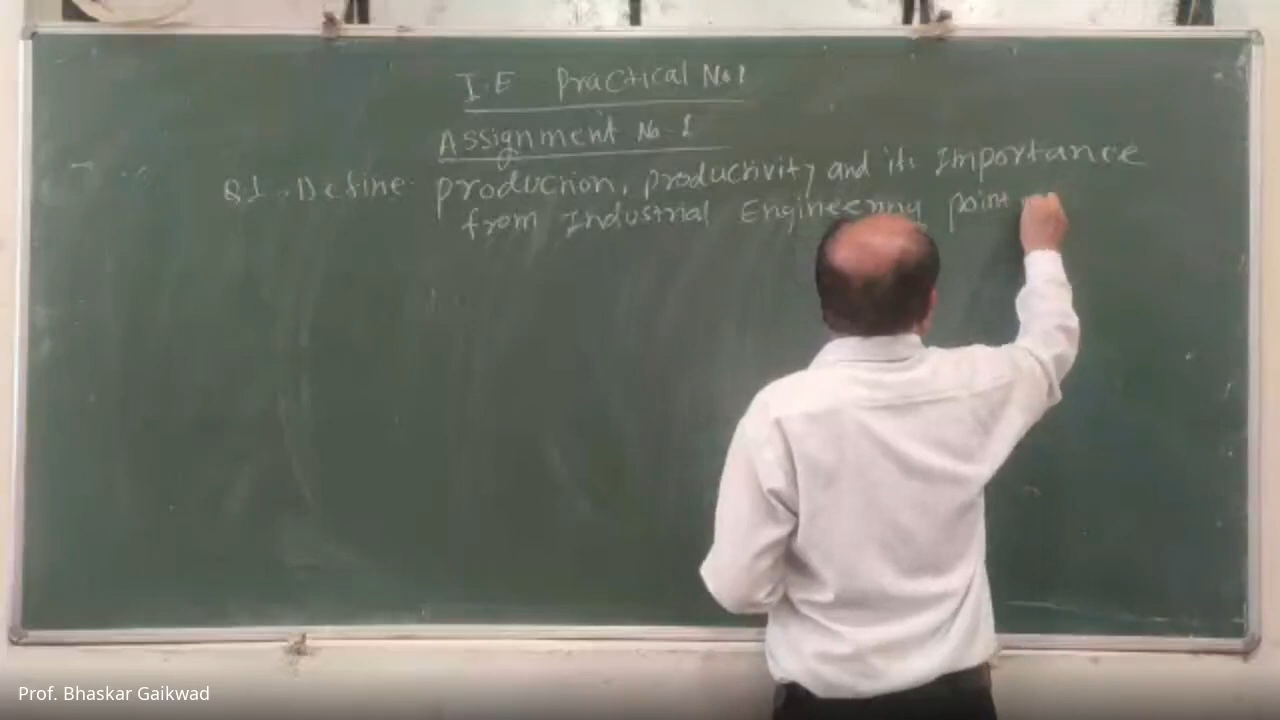 I.E Practical No 1
Assignment No. 1
Q1. Define production, productivity and its Importance
from Industrial Engineering point
Prof. Bhaskar Gaikwad